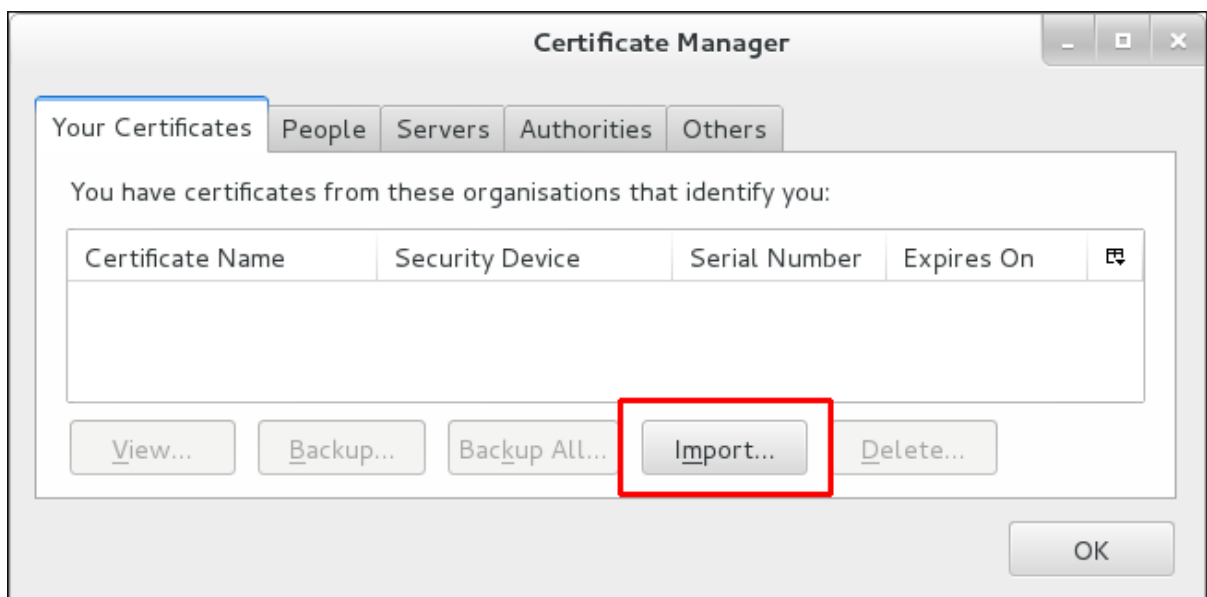 Certificate Manager
Your Certificates People Servers Authorities Others
You have certificates from these organisations that identify you:
Certificate Name Security Device Serial Number Expires On
View... Backup... Backup All... Import... Delete...
OK